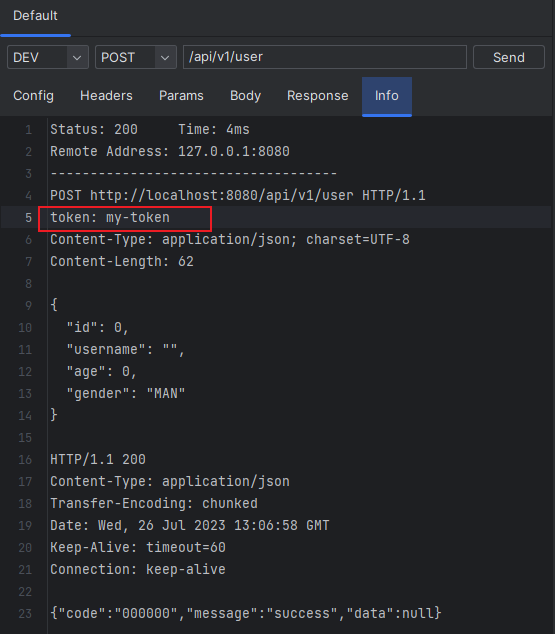 Default
DEV POST /api/v1/user Send
Config Headers Params Body Response Info
1 Status: 200     Time: 4ms
2 Remote Address: 127.0.0.1:8080
3 ------------------------------------
4 POST http://localhost:8080/api/v1/user HTTP/1.1
5 token: my-token
6 Content-Type: application/json; charset=UTF-8
7 Content-Length: 62
8
9 {
10   "id": 0,
11   "username": "",
12   "age": 0,
13   "gender": "MAN"
14 }
15
16 HTTP/1.1 200
17 Content-Type: application/json
18 Transfer-Encoding: chunked
19 Date: Wed, 26 Jul 2023 13:06:58 GMT
20 Keep-Alive: timeout=60
21 Connection: keep-alive
22
23 {"code":"000000","message":"success","data":null}